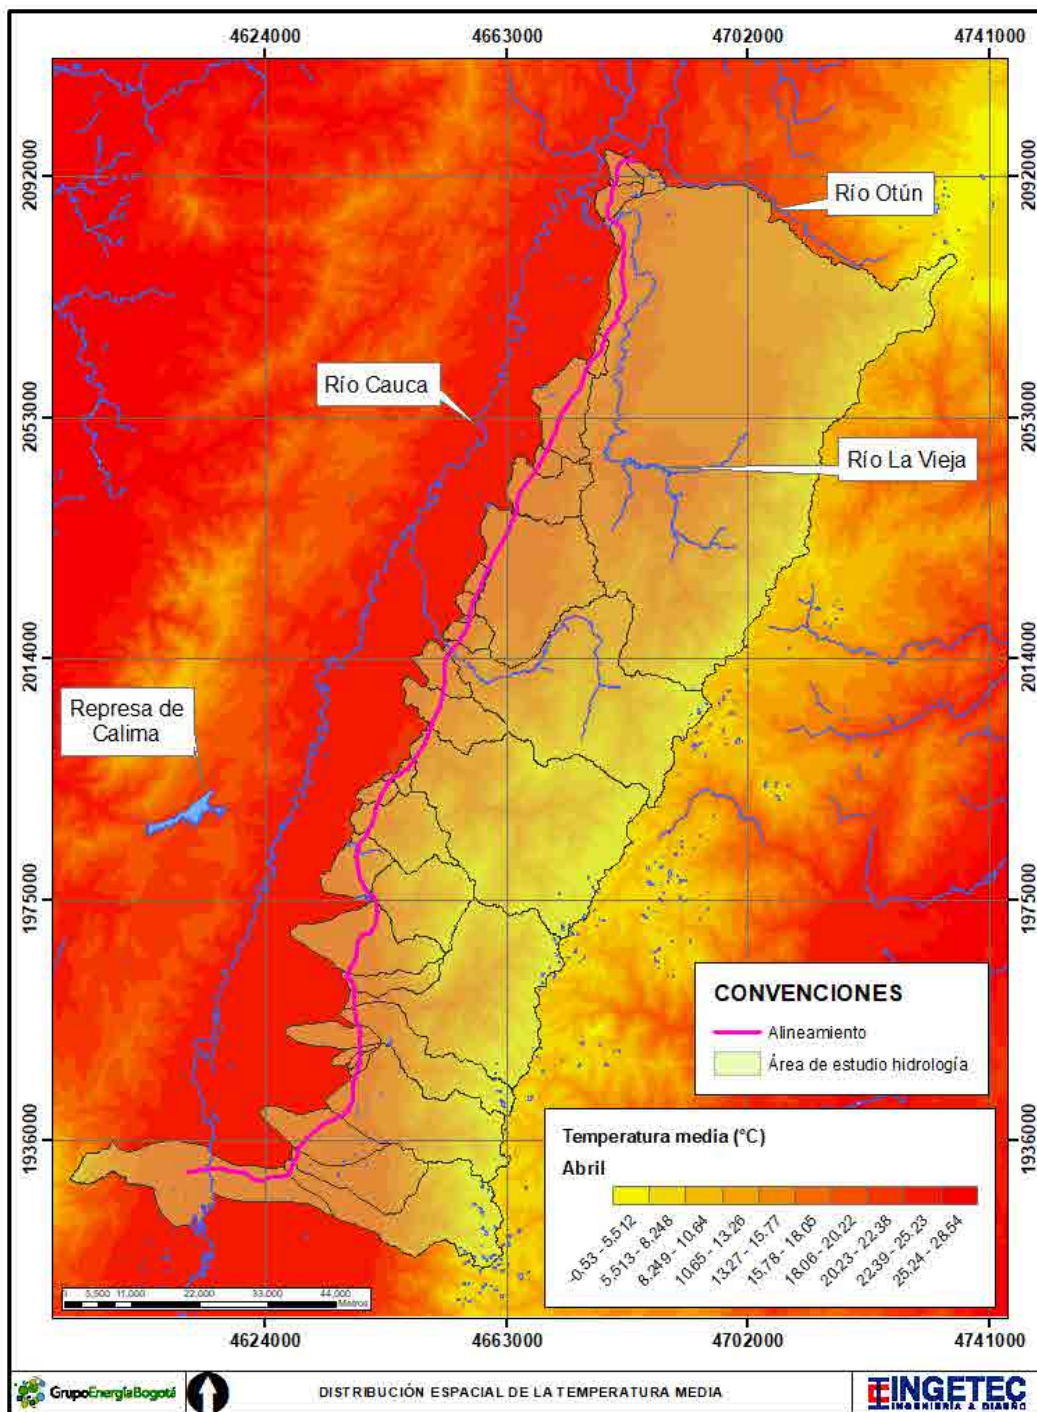 4624000 4663000 4702000 4741000
2092000
2092000
Río Otún
Río Cauca
2053000
2053000
Río La Vieja
2014000
2014000
Represa de
Calima
1975000
1975000
CONVENCIONES
Alineamiento
Área de estudio hidrología
1936000
1936000
Temperatura media (°C)
Abril
-0.53 - 5.512
5.513 - 8.248
8.249 - 10.64
10.65 - 13.26
13.27 - 15.77
15.78 - 18.05
18.06 - 20.22
20.23 - 22.38
22.39 - 25.23
25.24 - 28.54
0 5,500 11,000 22,000 33,000 44,000
Metros
4624000 4663000 4702000 4741000
GrupoEnergíaBogotá
DISTRIBUCIÓN ESPACIAL DE LA TEMPERATURA MEDIA
INGETEC
INGENIERÍA & DISEÑO